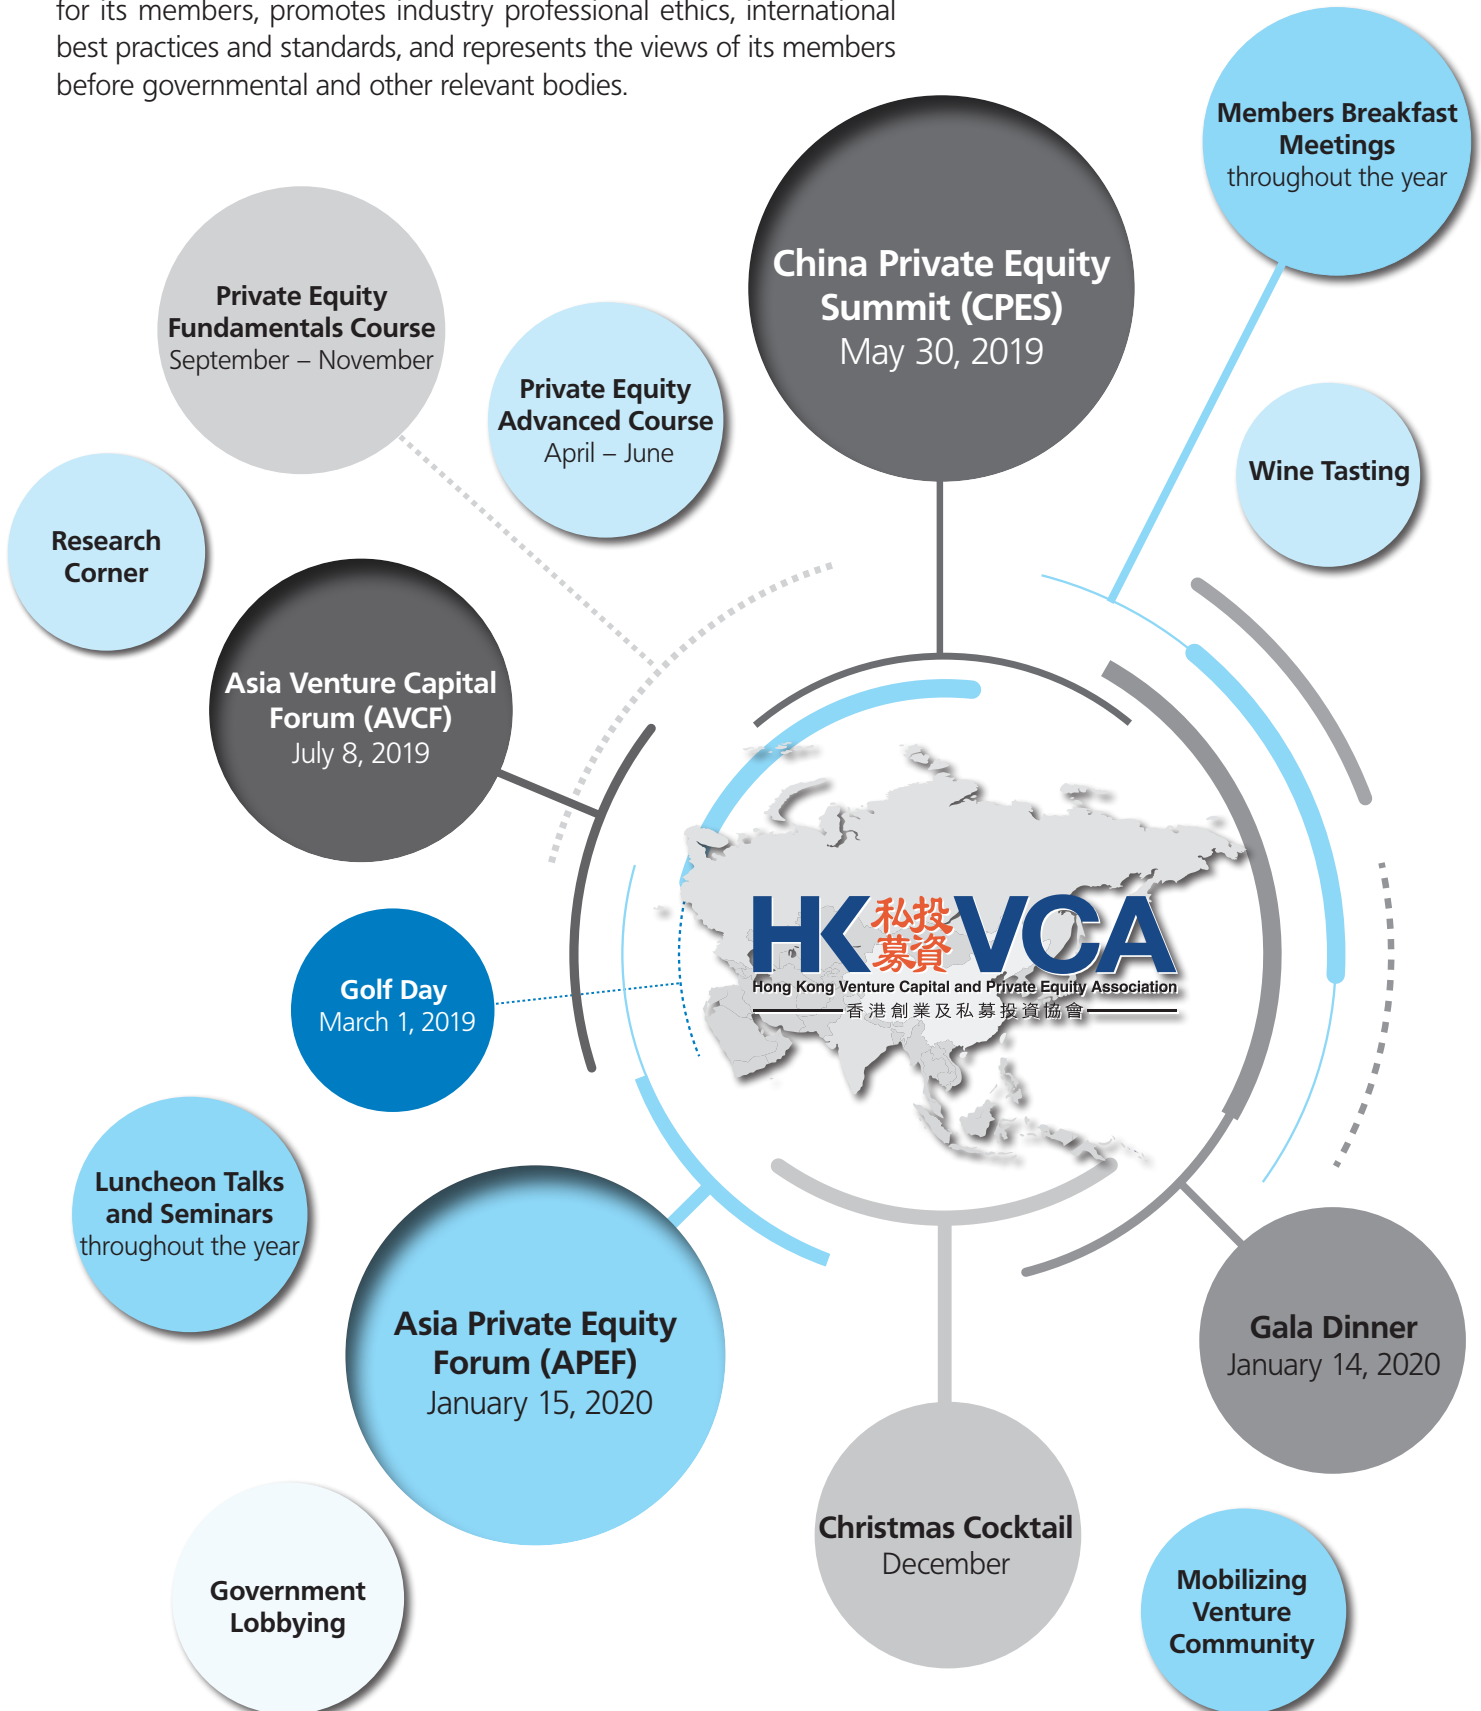 for its members, promotes industry professional ethics, international
best practices and standards, and represents the views of its members
before governmental and other relevant bodies.
Members Breakfast
Meetings
throughout the year
China Private Equity
Summit (CPES)
May 30, 2019
Private Equity
Fundamentals Course
September – November
Private Equity
Advanced Course
April – June
Wine Tasting
Research
Corner
Asia Venture Capital
Forum (AVCF)
July 8, 2019
HK私募投資VCA
Hong Kong Venture Capital and Private Equity Association
香港創業及私募投資協會
Golf Day
March 1, 2019
Luncheon Talks
and Seminars
throughout the year
Asia Private Equity
Forum (APEF)
January 15, 2020
Gala Dinner
January 14, 2020
Christmas Cocktail
December
Government
Lobbying
Mobilizing
Venture
Community